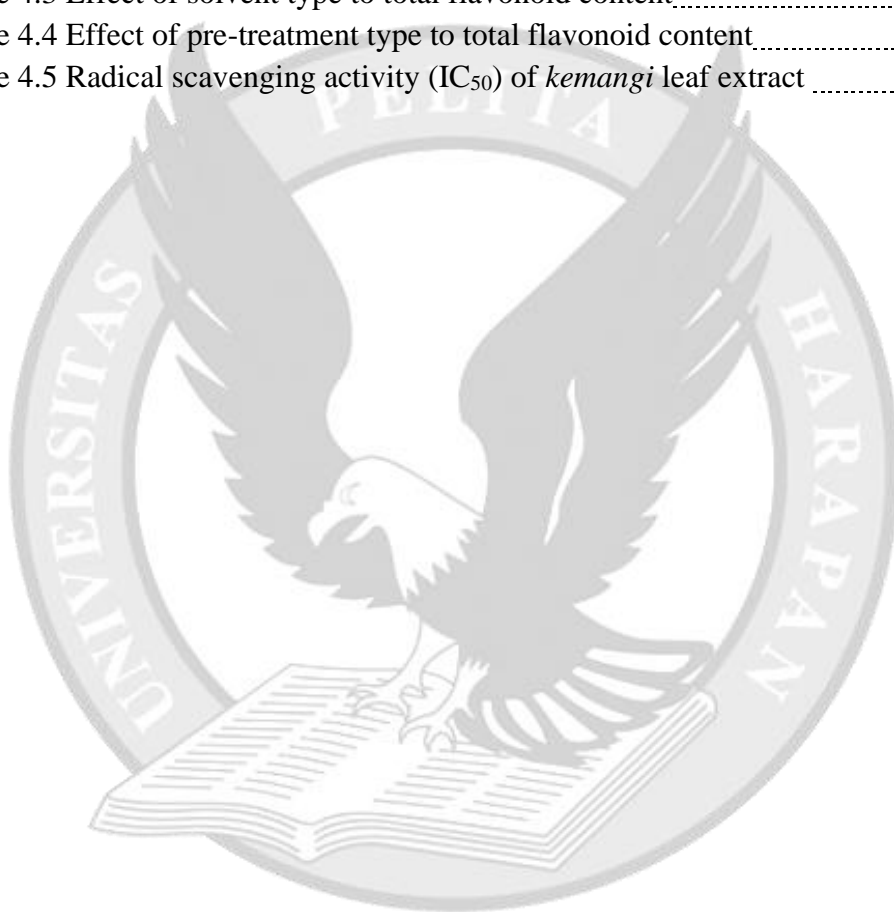 e 4.3 Effect of solvent type to total flavonoid content
e 4.4 Effect of pre-treatment type to total flavonoid content
e 4.5 Radical scavenging activity (IC50) of kemangi leaf extract
UNIVERSITAS PELITA HARAPAN